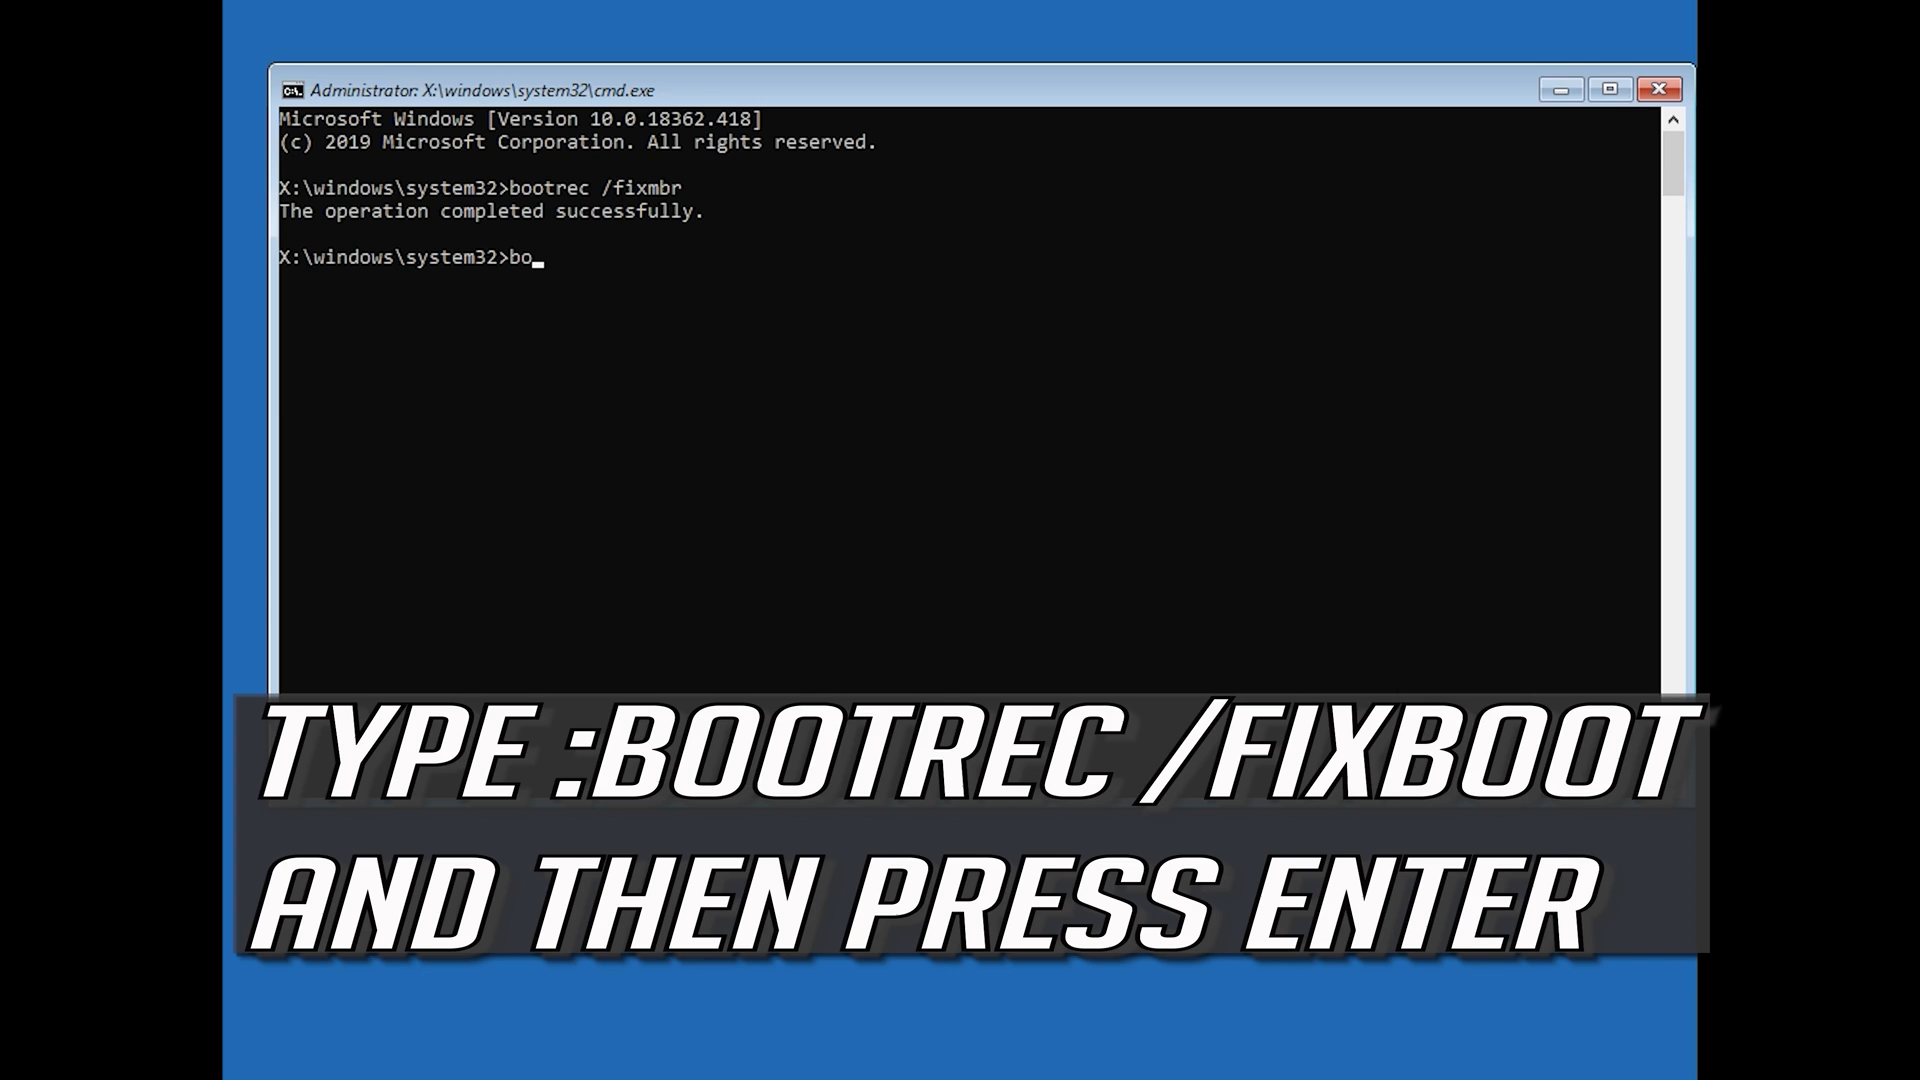 Administrator: X:\windows\system32\cmd.exe
Microsoft Windows [Version 10.0.18362.418]
(c) 2019 Microsoft Corporation. All rights reserved.
X:\windows\system32>bootrec /fixmbr
The operation completed successfully.
X:\windows\system32>bo_
TYPE :BOOTREC /FIXBOOT
AND THEN PRESS ENTER